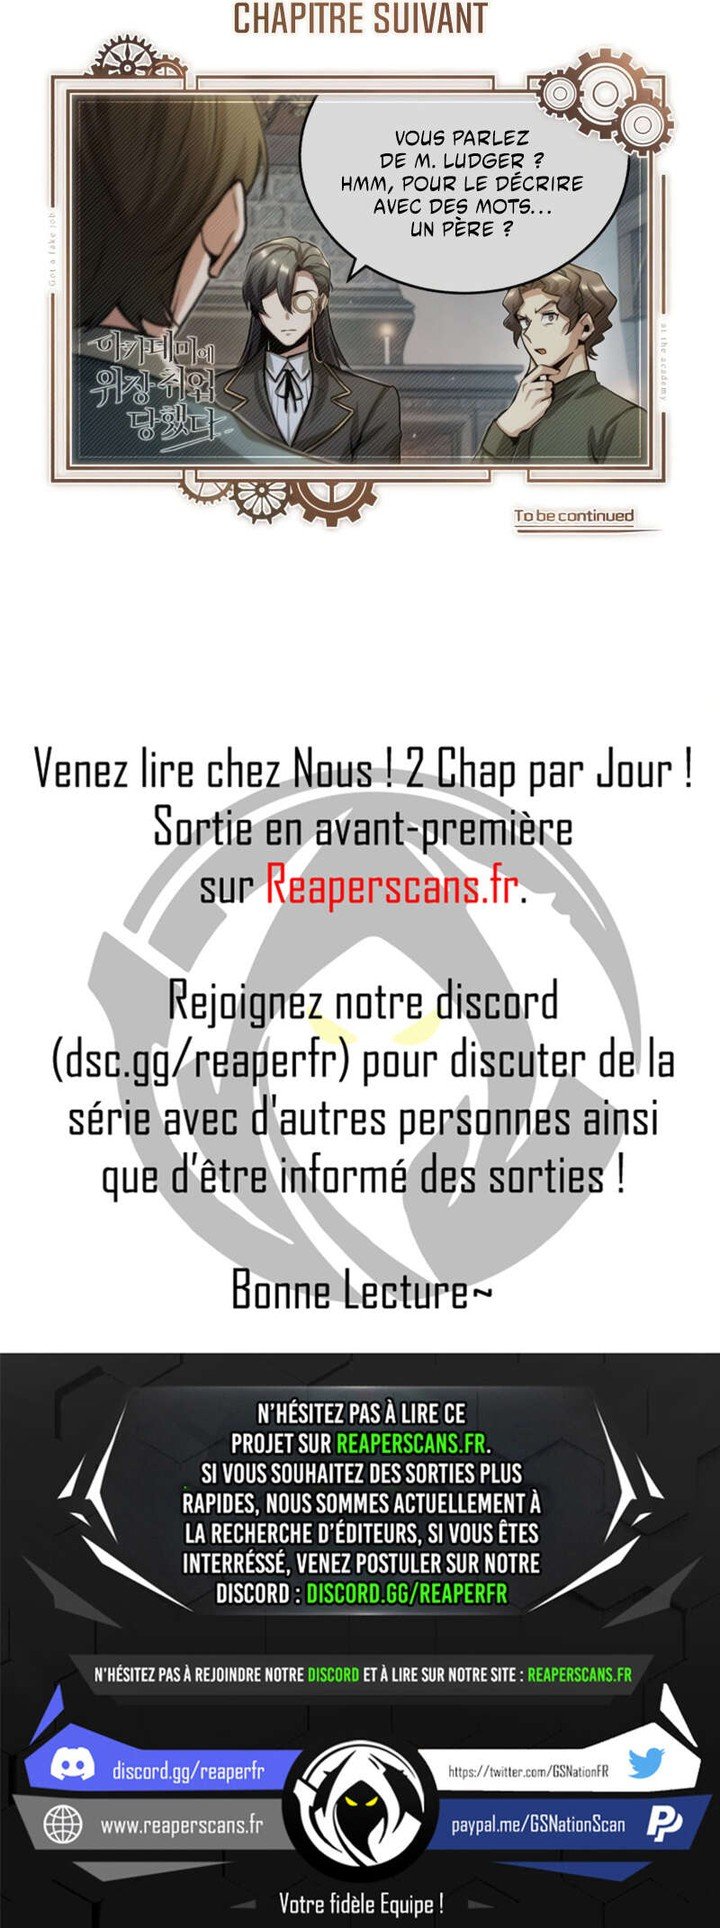 CHAPITRE SUIVANT
VOUS PARLEZ
DE M. LUDGER ?
HMM, POUR LE DÉCRIRE
AVEC DES MOTS...
UN PÈRE ?
Got a fake job
at the academy
아카데미에
위장취업
당했다
To be continued
Venez lire chez Nous ! 2 Chap par Jour !
Sortie en avant-première
sur Reaperscans.fr.
Rejoignez notre discord
(dsc.gg/reaperfr) pour discuter de la
série avec d'autres personnes ainsi
que d'être informé des sorties !
Bonne Lecture~
N'HÉSITEZ PAS À LIRE CE
PROJET SUR REAPERSCANS.FR.
SI VOUS SOUHAITEZ DES SORTIES PLUS
RAPIDES, NOUS SOMMES ACTUELLEMENT À
LA RECHERCHE D'ÉDITEURS, SI VOUS ÊTES
INTERRÉSSÉ, VENEZ POSTULER SUR NOTRE
DISCORD : DISCORD.GG/REAPERFR
N'HÉSITEZ PAS À REJOINDRE NOTRE DISCORD ET À LIRE SUR NOTRE SITE : REAPERSCANS.FR
discord.gg/reaperfr
https://twitter.com/GSNationFR
www.reaperscans.fr
paypal.me/GSNationScan
Votre fidèle Equipe !